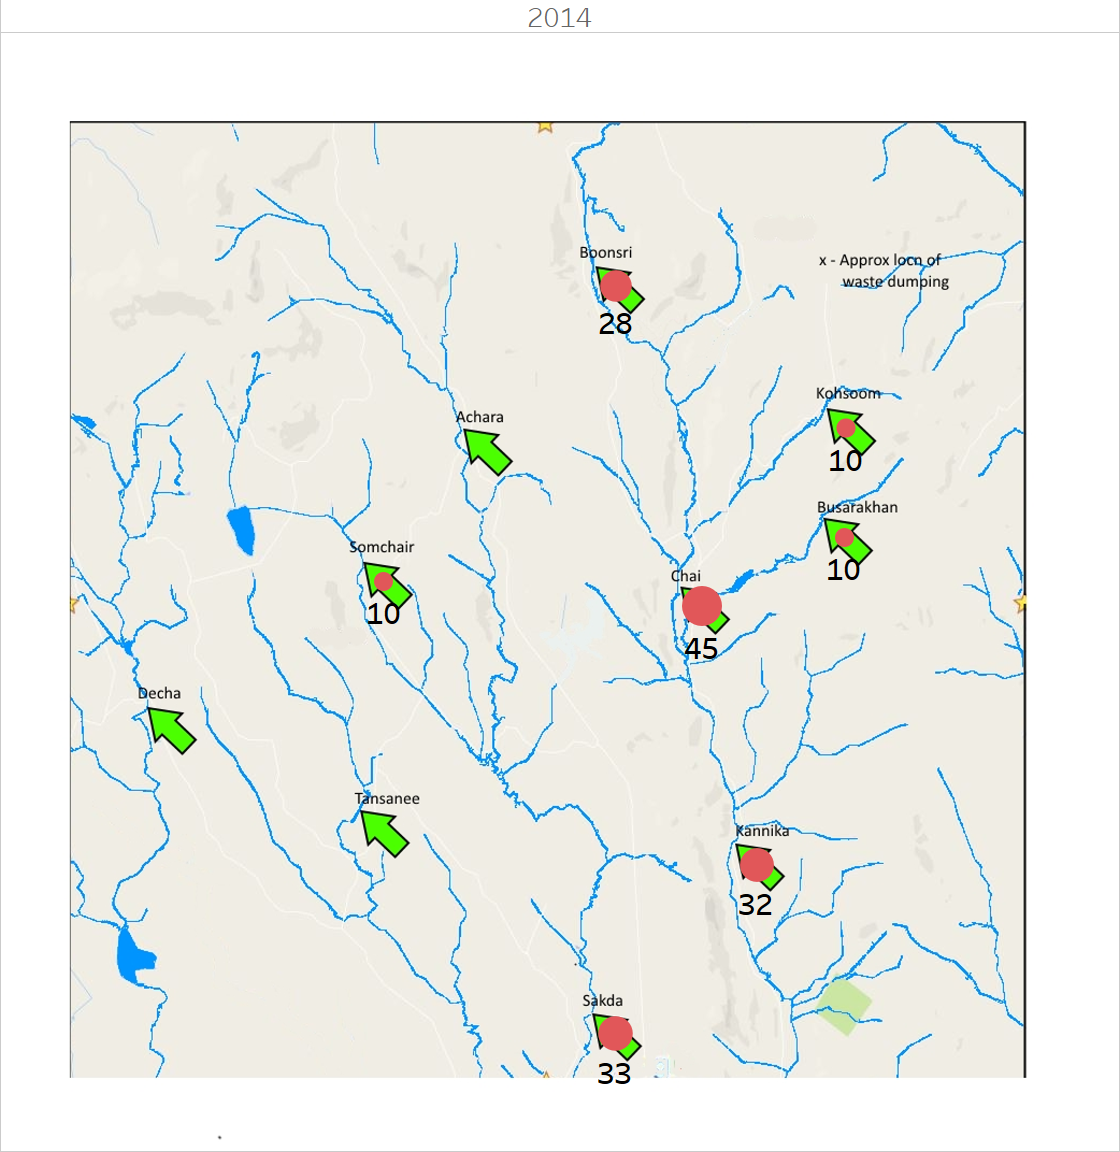 2014
Boonsri
28
x - Approx locn of
waste dumping
Kohsoom
10
Achara
Busarakhan
10
Somchair
10
Chai
45
Decha
Tansanee
Kannika
32
Sakda
33